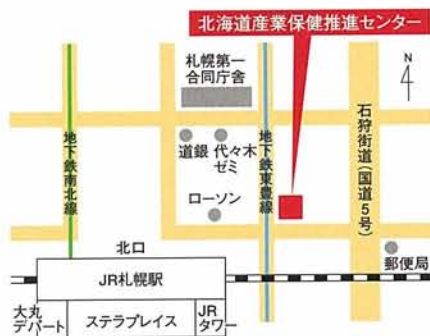 北海道産業保健推進センター
札幌第一
合同庁舎
N
道銀
代々木
ゼミ
ローソン
地下鉄南北線
地下鉄東豊線
石狩街道(国道5号)
北口
郵便局
JR札幌駅
大丸
デパート
ステラプレイス
JR
タワー